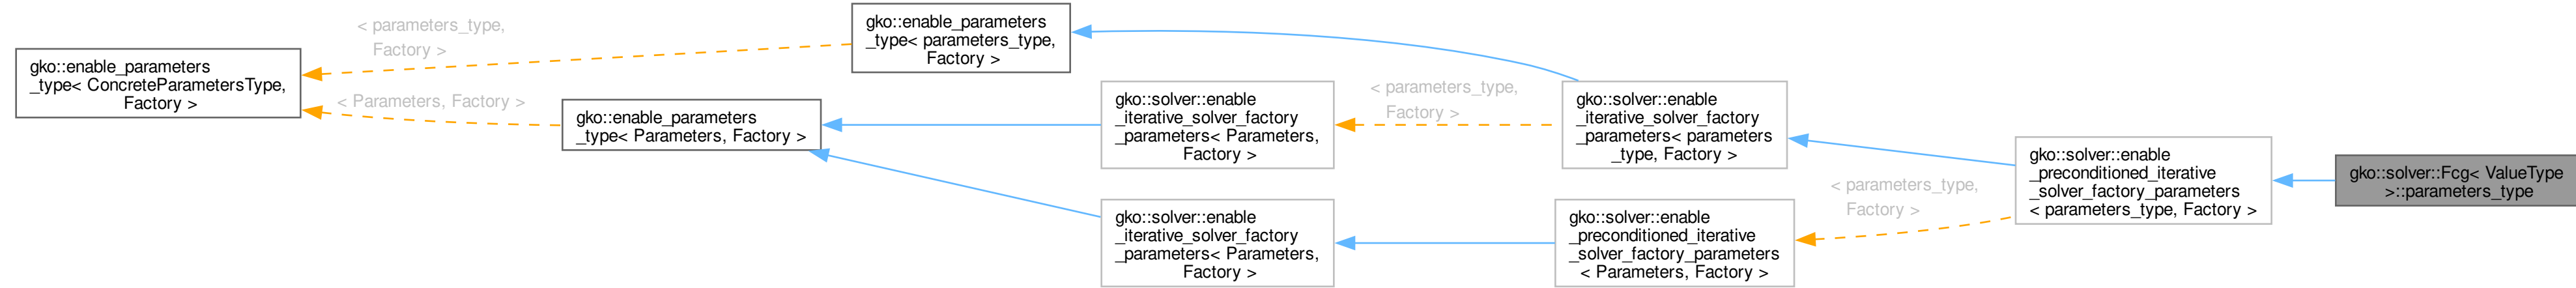 gko::enable_parameters
_type< ConcreteParametersType,
Factory >
< parameters_type,
Factory >
< Parameters, Factory >
gko::enable_parameters
_type< parameters_type,
Factory >
gko::enable_parameters
_type< Parameters, Factory >
gko::solver::enable
_iterative_solver_factory
_parameters< Parameters,
Factory >
gko::solver::enable
_iterative_solver_factory
_parameters< Parameters,
Factory >
< parameters_type,
Factory >
gko::solver::enable
_iterative_solver_factory
_parameters< parameters
_type, Factory >
gko::solver::enable
_preconditioned_iterative
_solver_factory_parameters
< Parameters, Factory >
< parameters_type,
Factory >
gko::solver::enable
_preconditioned_iterative
_solver_factory_parameters
< parameters_type, Factory >
gko::solver::Fcg< ValueType
>::parameters_type